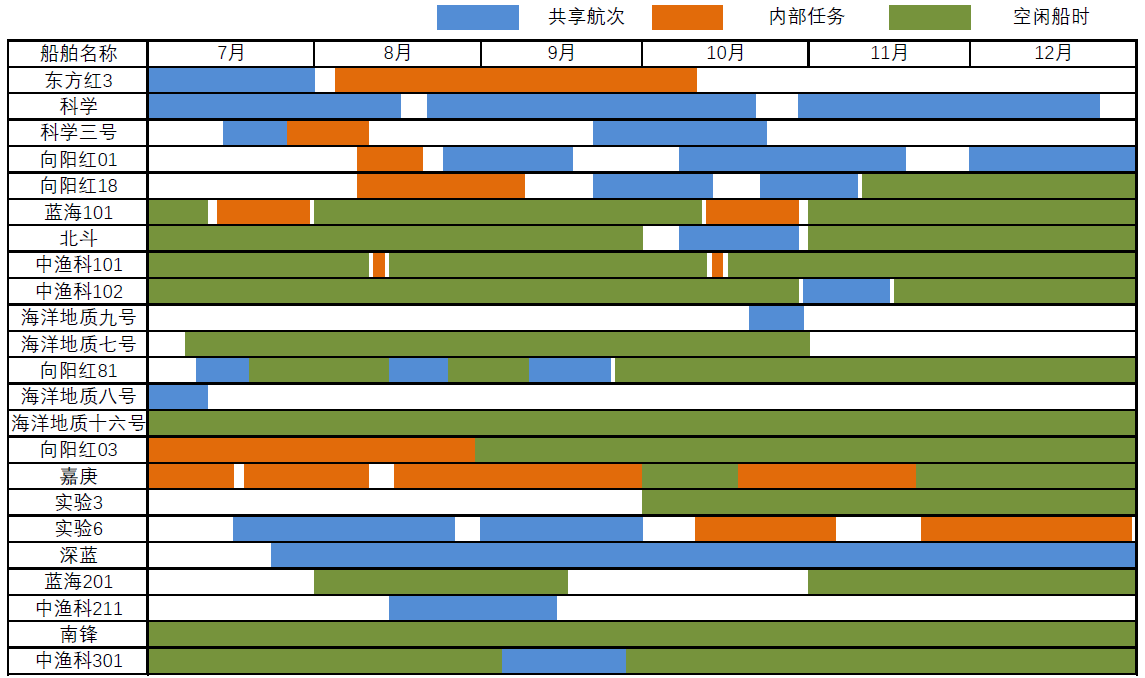 共享航次 内部任务 空闲船时
船舶名称 7月 8月 9月 10月 11月 12月
东方红3
科学
科学三号
向阳红01
向阳红18
蓝海101
北斗
中渔科101
中渔科102
海洋地质九号
海洋地质七号
向阳红81
海洋地质八号
海洋地质十六号
向阳红03
嘉庚
实验3
实验6
深蓝
蓝海201
中渔科211
南锋
中渔科301